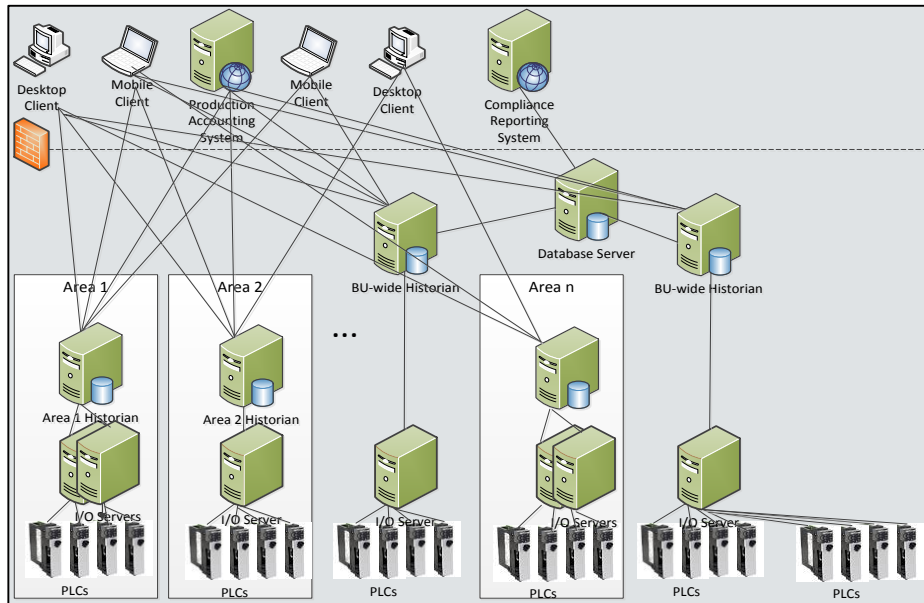 Desktop
Client
Mobile
Client
Production
Accounting
System
Mobile
Client
Desktop
Client
Compliance
Reporting
System
Database Server
BU-wide Historian
BU-wide Historian
Area 1
Area 2
...
Area n
Area 1 Historian
Area 2 Historian
I/O Servers
I/O Server
I/O Server
I/O Servers
I/O Server
PLCs
PLCs
PLCs
PLCs
PLCs
PLCs